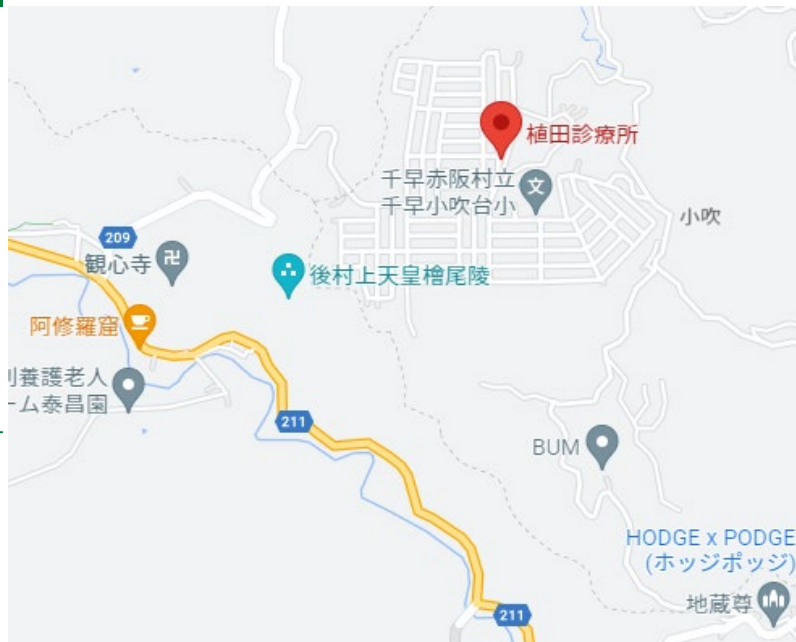 植田診療所
千早赤阪村立
千早小吹台小
文
小吹
209
観心寺
後村上天皇檜尾陵
阿修羅窟
別養護老人
ーム泰昌園
211
BUM
HODGE x PODGE
(ホッジポッジ)
地蔵尊
211